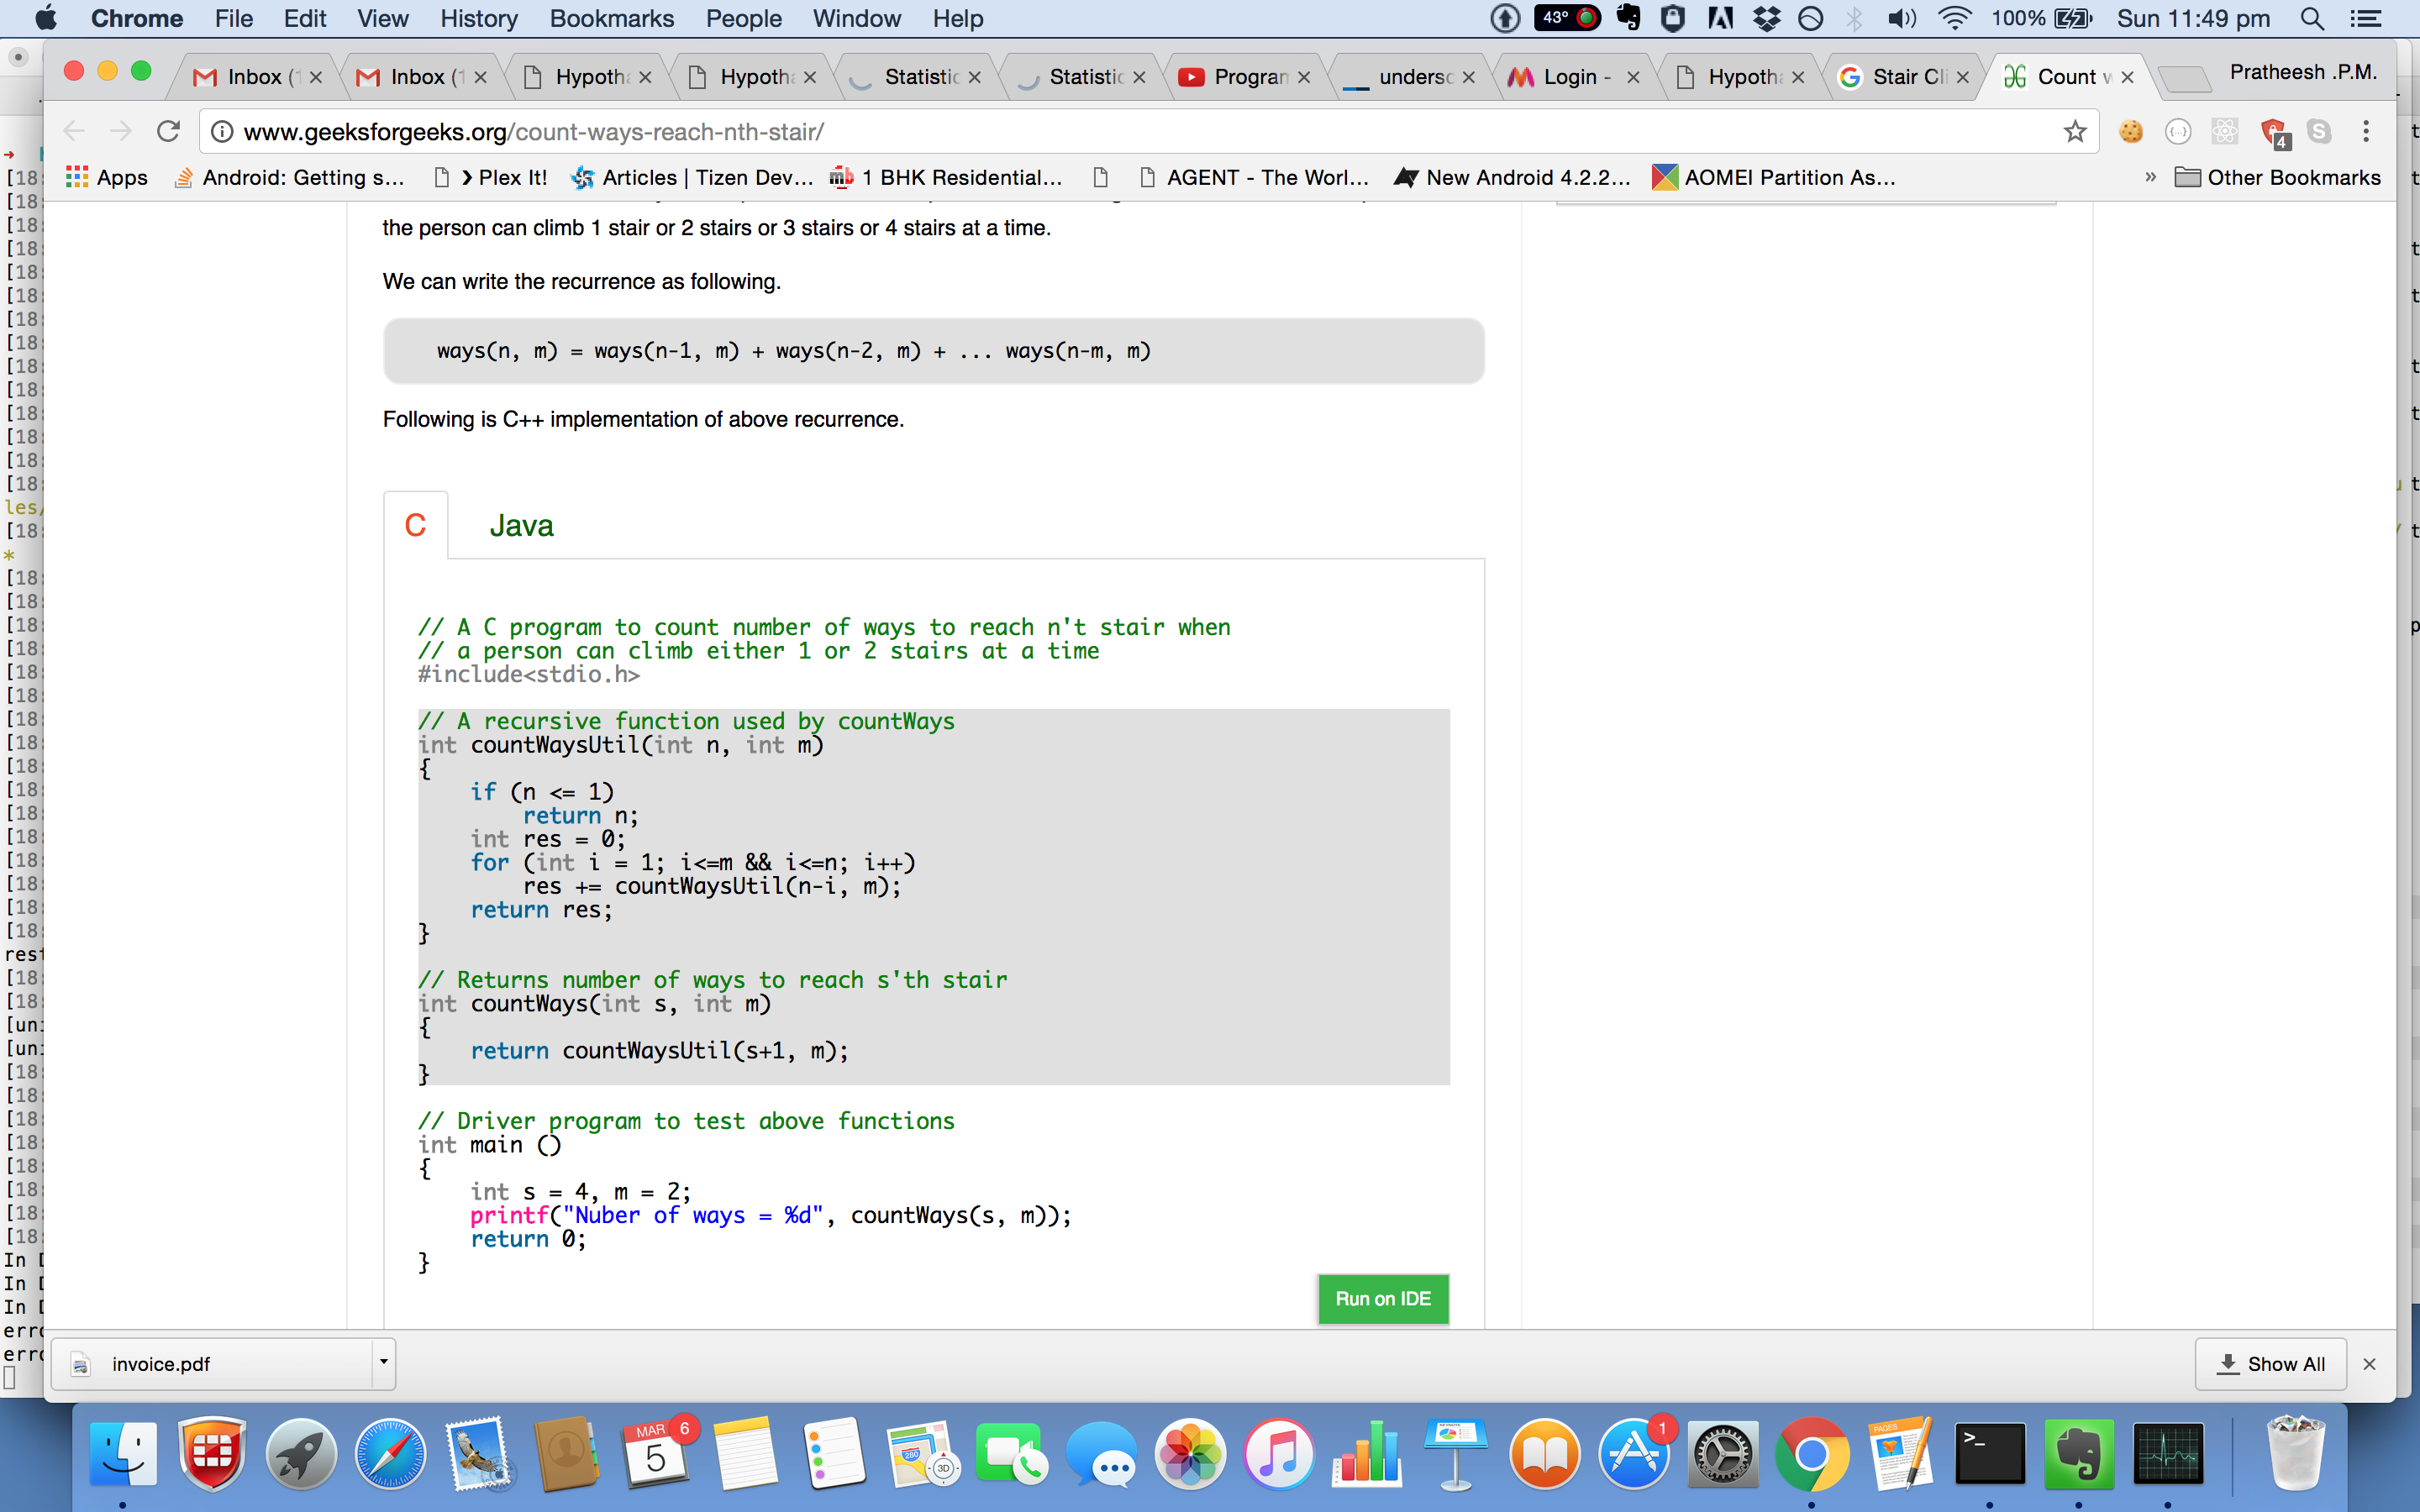 Chrome File Edit View History Bookmarks People Window Help 43° 100% Sun 11:49 pm
Inbox (1 Inbox (1 Hypoth Hypoth Statistic Statistic Program undersc Login - Hypoth Stair Cli Count w Pratheesh .P.M.
www.geeksforgeeks.org/count-ways-reach-nth-stair/ 4
Apps Android: Getting s... ❯ Plex It! Articles | Tizen Dev... mb 1 BHK Residential... AGENT - The Worl... New Android 4.2.2... AOMEI Partition As... » Other Bookmarks
the person can climb 1 stair or 2 stairs or 3 stairs or 4 stairs at a time.
We can write the recurrence as following.
ways(n, m) = ways(n-1, m) + ways(n-2, m) + ... ways(n-m, m)
Following is C++ implementation of above recurrence.
C Java
// A C program to count number of ways to reach n't stair when
// a person can climb either 1 or 2 stairs at a time
#include<stdio.h>
// A recursive function used by countWays
int countWaysUtil(int n, int m)
{
if (n <= 1)
return n;
int res = 0;
for (int i = 1; i<=m && i<=n; i++)
res += countWaysUtil(n-i, m);
return res;
}
// Returns number of ways to reach s'th stair
int countWays(int s, int m)
{
return countWaysUtil(s+1, m);
}
// Driver program to test above functions
int main ()
{
int s = 4, m = 2;
printf("Nuber of ways = %d", countWays(s, m));
return 0;
}
Run on IDE
invoice.pdf Show All
MAR 5 6 280 3D 1 PAGES >_